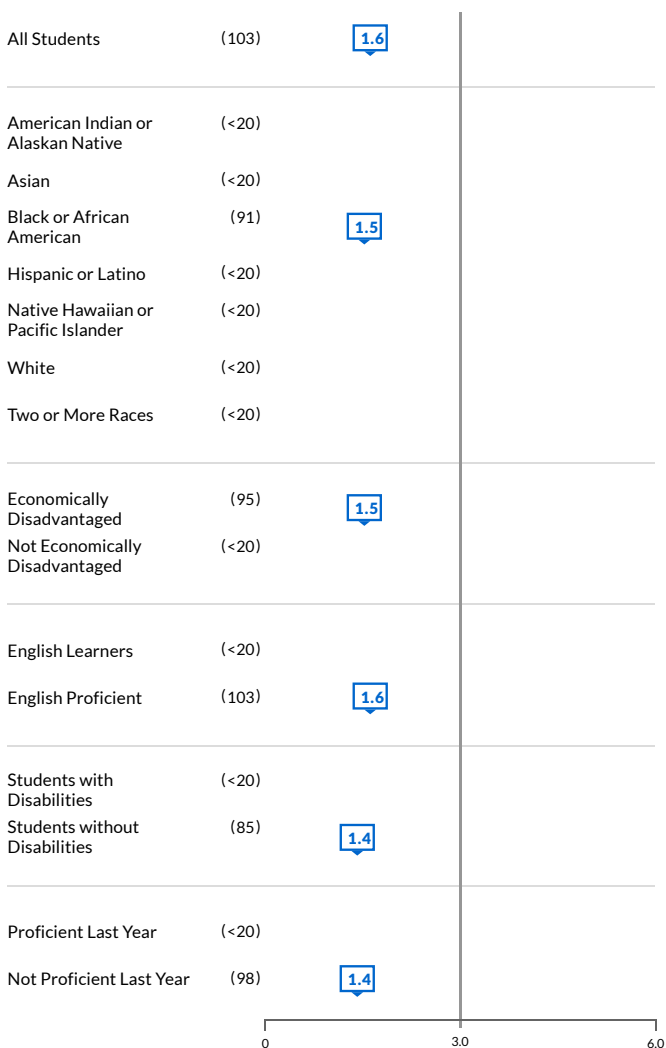 All Students (103) 1.6
American Indian or (<20)
Alaskan Native
Asian (<20)
Black or African (91) 1.5
American
Hispanic or Latino (<20)
Native Hawaiian or (<20)
Pacific Islander
White (<20)
Two or More Races (<20)
Economically (95) 1.5
Disadvantaged
Not Economically (<20)
Disadvantaged
English Learners (<20)
English Proficient (103) 1.6
Students with (<20)
Disabilities
Students without (85) 1.4
Disabilities
Proficient Last Year (<20)
Not Proficient Last Year (98) 1.4
0 3.0 6.0